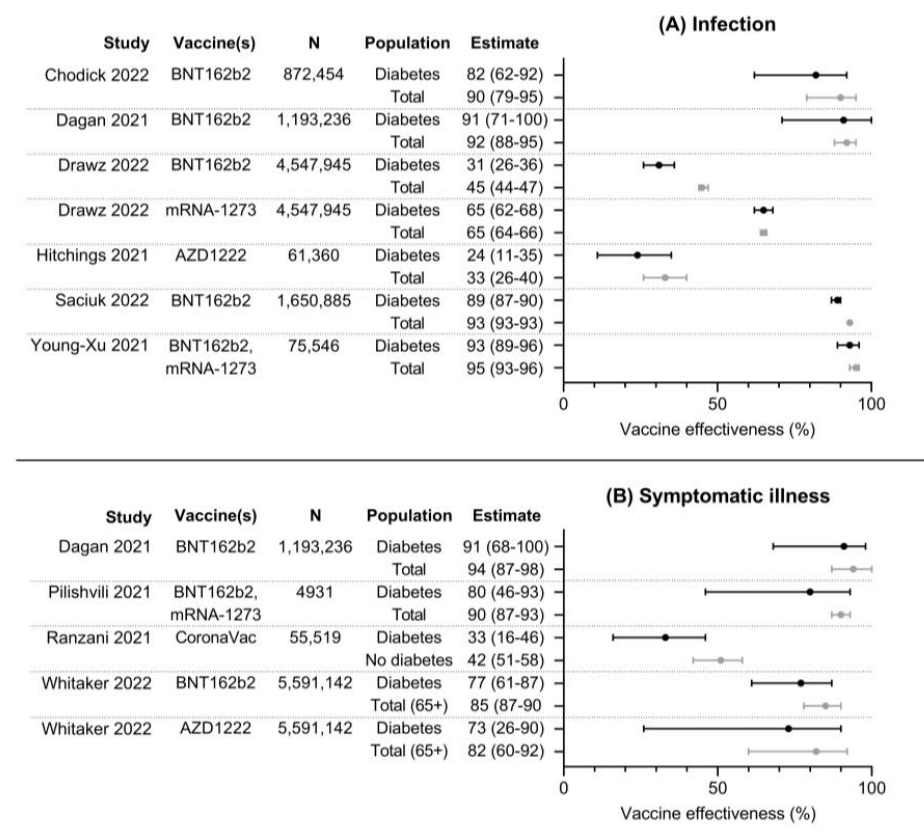 (A) Infection
Study Vaccine(s) N Population Estimate
Chodick 2022 BNT162b2 872,454 Diabetes 82 (62-92)
Total 90 (79-95)
Dagan 2021 BNT162b2 1,193,236 Diabetes 91 (71-100)
Total 92 (88-95)
Drawz 2022 BNT162b2 4,547,945 Diabetes 31 (26-36)
Total 45 (44-47)
Drawz 2022 mRNA-1273 4,547,945 Diabetes 65 (62-68)
Total 65 (64-66)
Hitchings 2021 AZD1222 61,360 Diabetes 24 (11-35)
Total 33 (26-40)
Saciuk 2022 BNT162b2 1,650,885 Diabetes 89 (87-90)
Total 93 (93-93)
Young-Xu 2021 BNT162b2, 75,546 Diabetes 93 (89-96)
mRNA-1273 Total 95 (93-96)
0 50 100
Vaccine effectiveness (%)
(B) Symptomatic illness
Study Vaccine(s) N Population Estimate
Dagan 2021 BNT162b2 1,193,236 Diabetes 91 (68-100)
Total 94 (87-98)
Pilishvili 2021 BNT162b2, 4931 Diabetes 80 (46-93)
mRNA-1273 Total 90 (87-93)
Ranzani 2021 CoronaVac 55,519 Diabetes 33 (16-46)
No diabetes 42 (51-58)
Whitaker 2022 BNT162b2 5,591,142 Diabetes 77 (61-87)
Total (65+) 85 (87-90
Whitaker 2022 AZD1222 5,591,142 Diabetes 73 (26-90)
Total (65+) 82 (60-92)
0 50 100
Vaccine effectiveness (%)